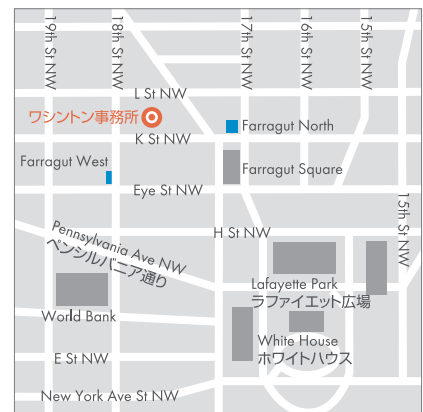 19th St NW
18th St NW
17th St NW
16th St NW
15th St NW
L St NW
ワシントン事務所
Farragut North
K St NW
Farragut West
Farragut Square
Eye St NW
15th St NW
Pennsylvania Ave NW
ペンシルバニア通り
H St NW
Lafayette Park
ラファイエット広場
World Bank
White House
ホワイトハウス
E St NW
New York Ave St NW